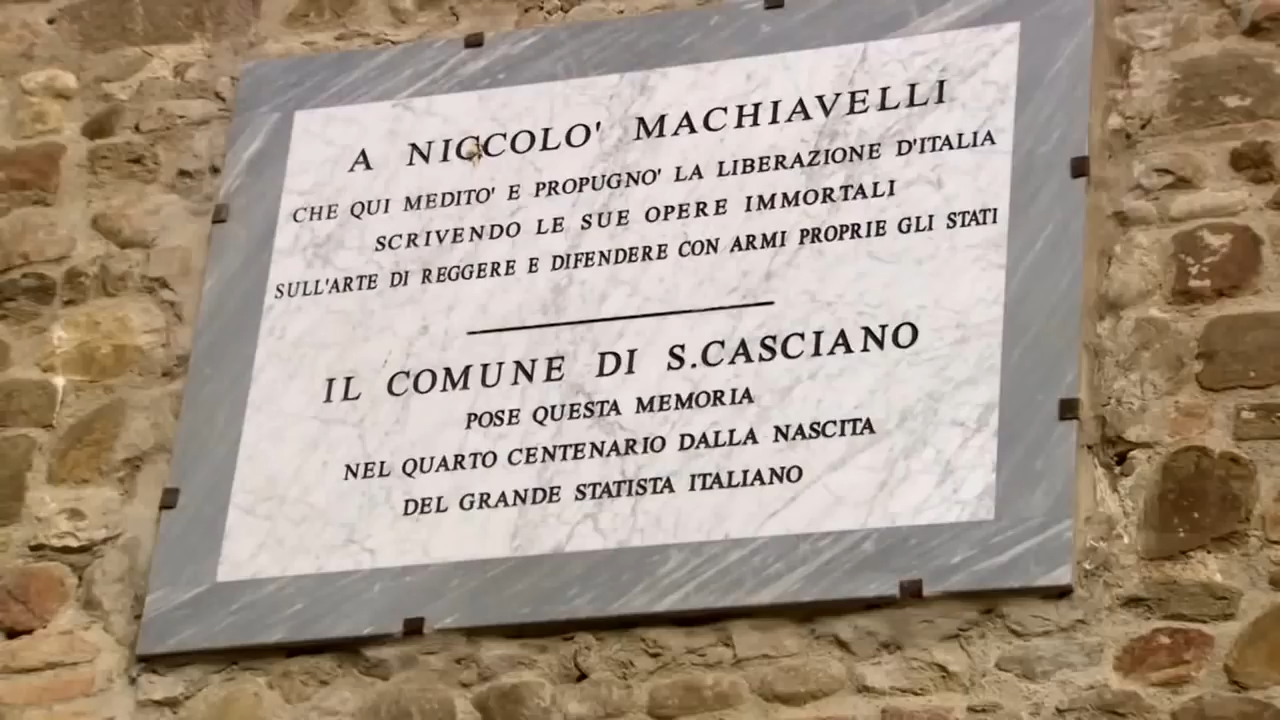 A NICCOLO' MACHIAVELLI
CHE QUI MEDITO' E PROPUGNO' LA LIBERAZIONE D'ITALIA
SCRIVENDO LE SUE OPERE IMMORTALI
SULL'ARTE DI REGGERE E DIFENDERE CON ARMI PROPRIE GLI STATI
IL COMUNE DI S.CASCIANO
POSE QUESTA MEMORIA
NEL QUARTO CENTENARIO DALLA NASCITA
DEL GRANDE STATISTA ITALIANO